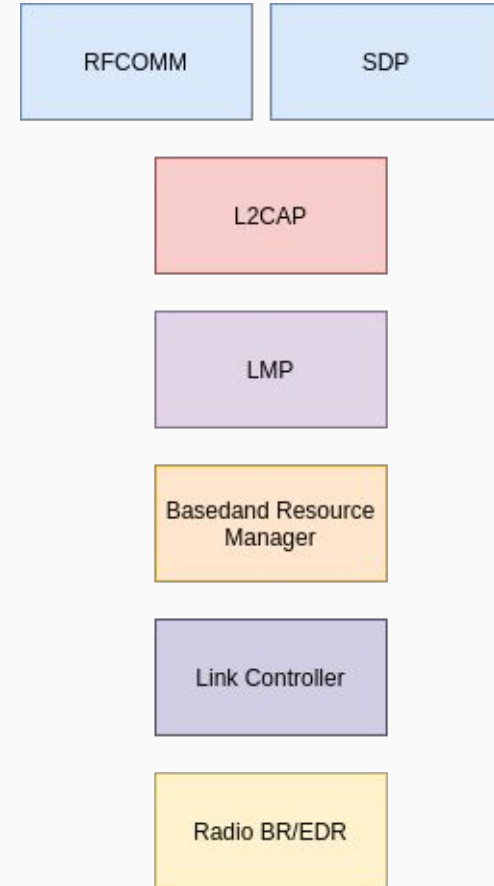 RFCOMM
SDP
L2CAP
LMP
Basedand Resource
Manager
Link Controller
Radio BR/EDR